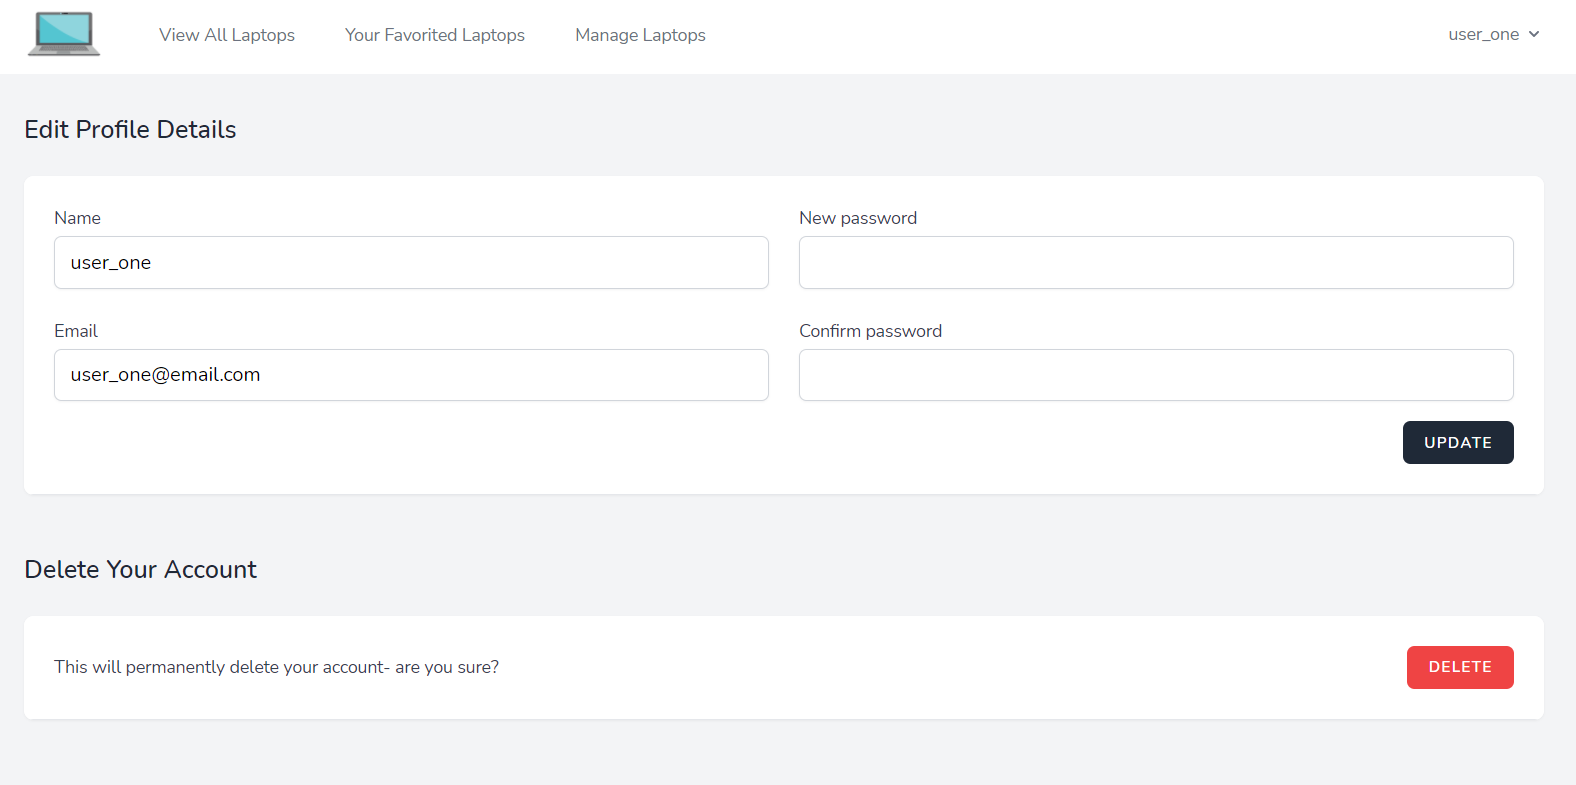 View All Laptops
Your Favorited Laptops
Manage Laptops
user_one
Edit Profile Details
Name
user_one
New password
Email
user_one@email.com
Confirm password
UPDATE
Delete Your Account
This will permanently delete your account- are you sure?
DELETE